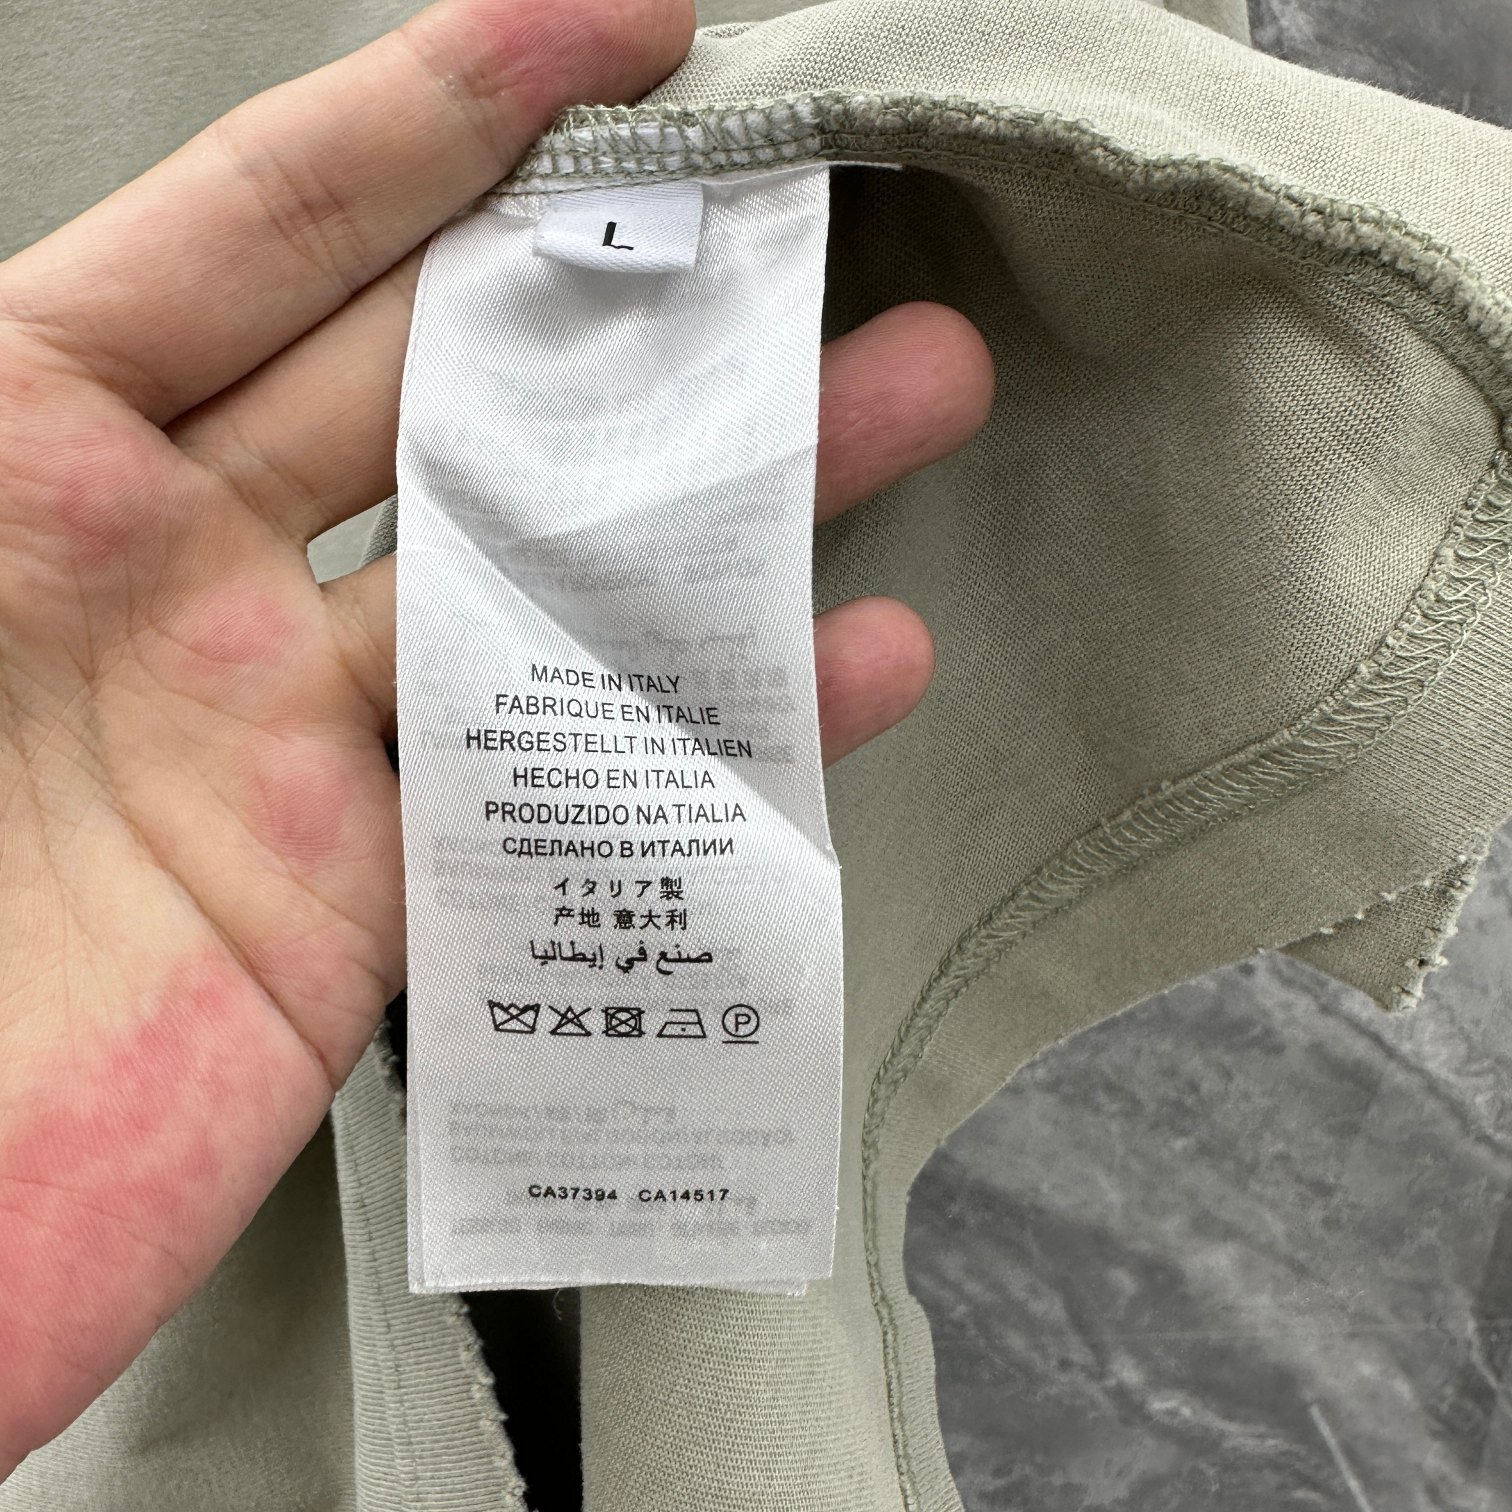 L
MADE IN ITALY
FABRIQUE EN ITALIE
HERGESTELLT IN ITALIEN
HECHO EN ITALIA
PRODUZIDO NA TIALIA
СДЕЛАНО В ИТАЛИИ
イタリア製
产地 意大利
صنع في إيطاليا
P
CA37394 CA14517